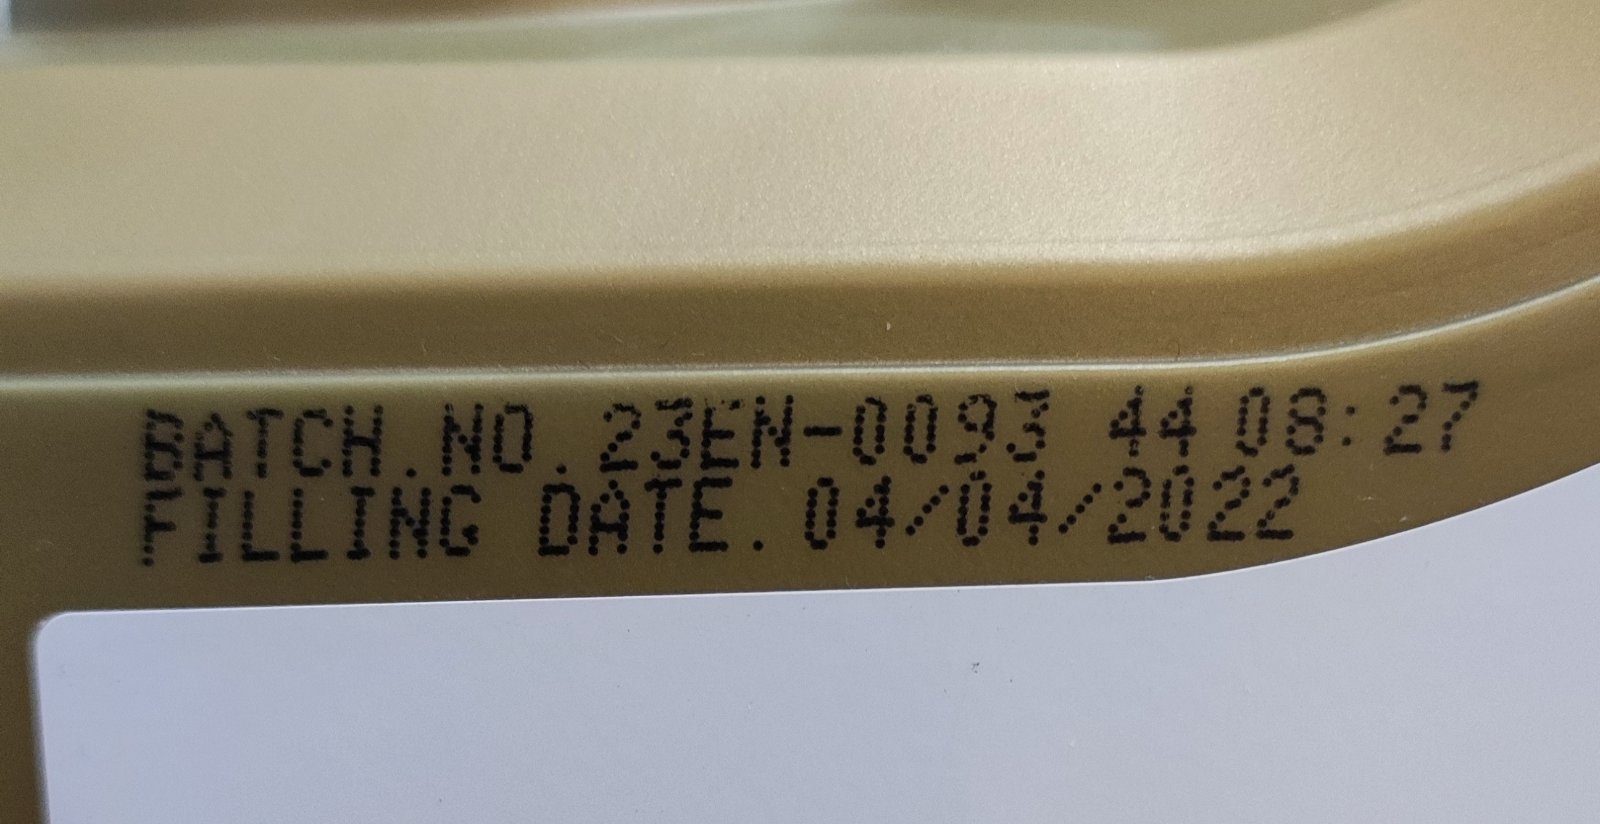 BATCH.NO.23EN-0093 44 08:27
FILLING DATE.04/04/2022